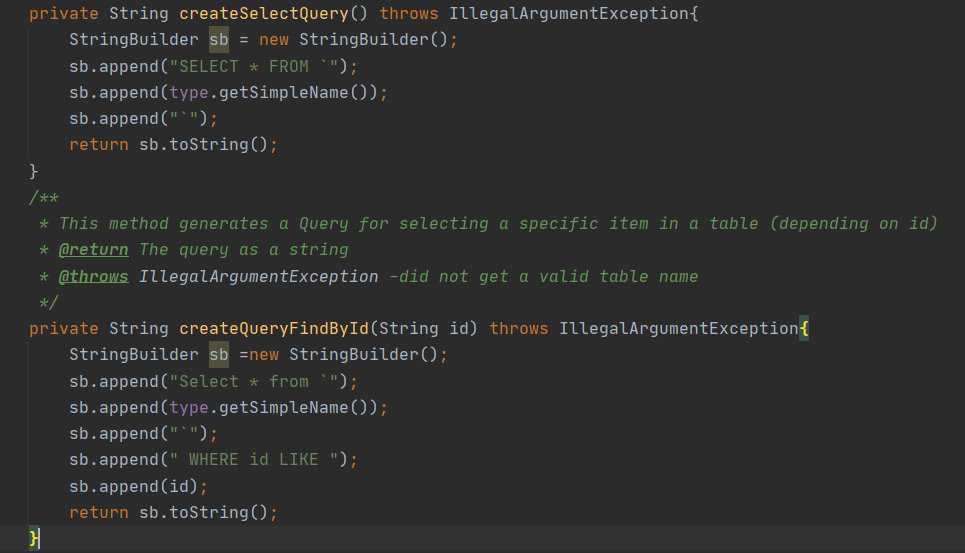 private String createSelectQuery() throws IllegalArgumentException{
    StringBuilder sb = new StringBuilder();
    sb.append("SELECT * FROM `");
    sb.append(type.getSimpleName());
    sb.append("`");
    return sb.toString();
}
/**
 * This method generates a Query for selecting a specific item in a table (depending on id)
 * @return The query as a string
 * @throws IllegalArgumentException -did not get a valid table name
 */
private String createQueryFindById(String id) throws IllegalArgumentException{
    StringBuilder sb =new StringBuilder();
    sb.append("Select * from `");
    sb.append(type.getSimpleName());
    sb.append("`");
    sb.append(" WHERE id LIKE ");
    sb.append(id);
    return sb.toString();
}